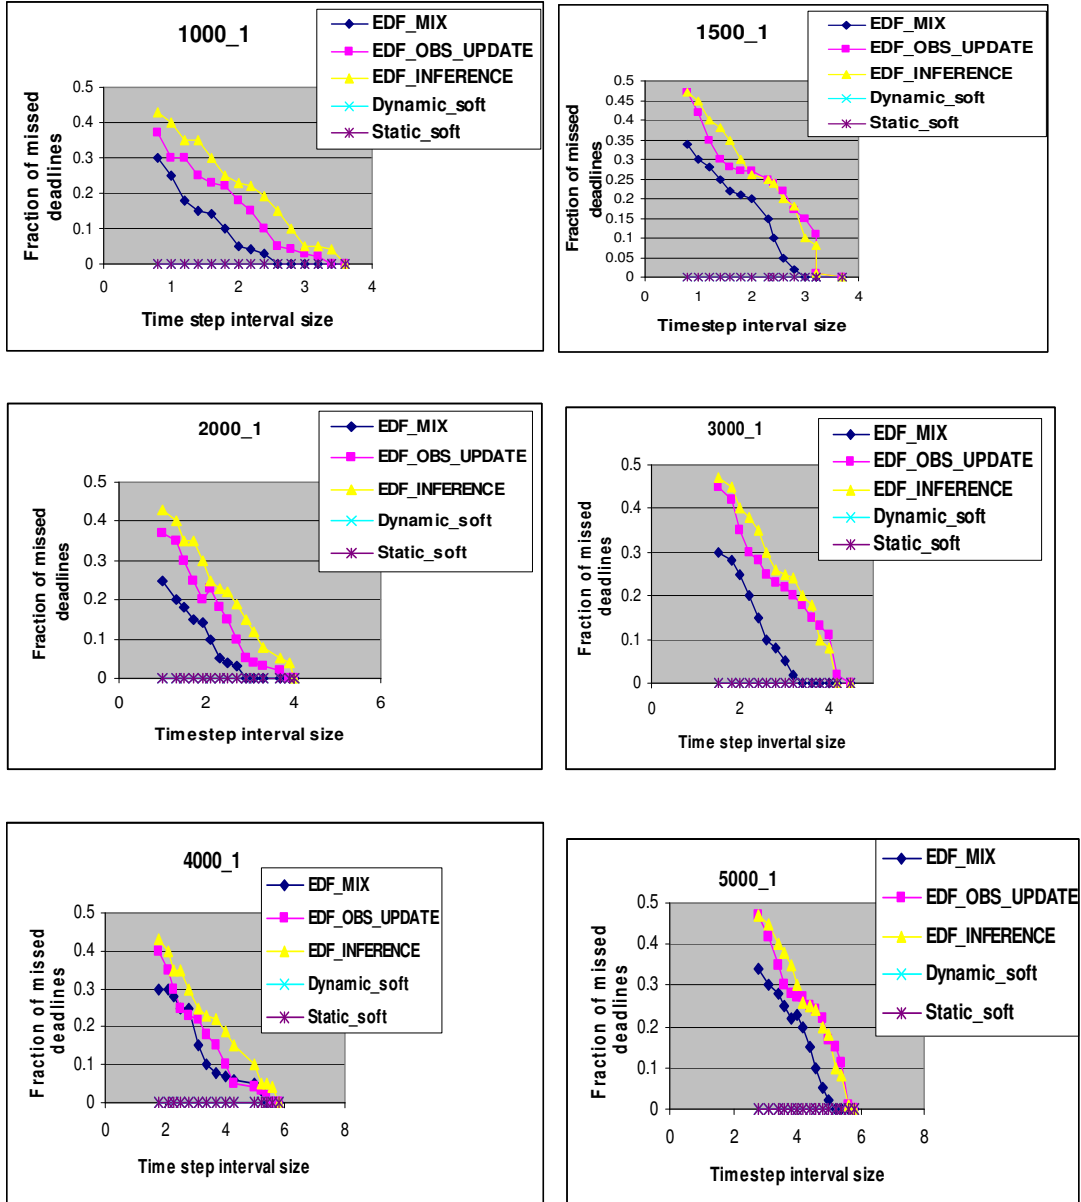 1000_1
EDF_MIX
EDF_OBS_UPDATE
EDF_INFERENCE
Dynamic_soft
Static_soft
Fraction of missed
deadlines
0.5
0.4
0.3
0.2
0.1
0
0 1 2 3 4
Time step interval size
1500_1
EDF_MIX
EDF_OBS_UPDATE
EDF_INFERENCE
Dynamic_soft
Static_soft
Fraction of missed
deadlines
0.5
0.45
0.4
0.35
0.3
0.25
0.2
0.15
0.1
0.05
0
0 1 2 3 4
Timestep interval size
2000_1
EDF_MIX
EDF_OBS_UPDATE
EDF_INFERENCE
Dynamic_soft
Static_soft
Fraction of missed
deadlines
0.5
0.4
0.3
0.2
0.1
0
0 2 4 6
Timestep interval size
3000_1
EDF_MIX
EDF_OBS_UPDATE
EDF_INFERENCE
Dynamic_soft
Static_soft
Fraction of missed
deadlines
0.5
0.4
0.3
0.2
0.1
0
0 2 4
Time step invertal size
4000_1
EDF_MIX
EDF_OBS_UPDATE
EDF_INFERENCE
Dynamic_soft
Static_soft
Fraction of missed
deadlines
0.5
0.4
0.3
0.2
0.1
0
0 2 4 6 8
Time step interval size
5000_1
EDF_MIX
EDF_OBS_UPDATE
EDF_INFERENCE
Dynamic_soft
Static_soft
Fraction of missed
deadlines
0.5
0.4
0.3
0.2
0.1
0
0 2 4 6 8
Timestep interval size